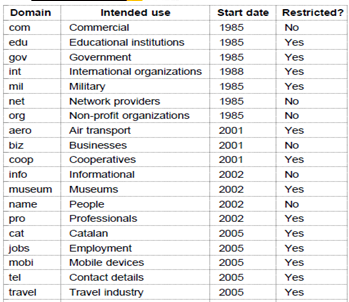 Domain Intended use Start date Restricted?
com Commercial 1985 No
edu Educational institutions 1985 Yes
gov Government 1985 Yes
int International organizations 1988 Yes
mil Military 1985 Yes
net Network providers 1985 No
org Non-profit organizations 1985 No
aero Air transport 2001 Yes
biz Businesses 2001 No
coop Cooperatives 2001 Yes
info Informational 2002 No
museum Museums 2002 Yes
name People 2002 No
pro Professionals 2002 Yes
cat Catalan 2005 Yes
jobs Employment 2005 Yes
mobi Mobile devices 2005 Yes
tel Contact details 2005 Yes
travel Travel industry 2005 Yes